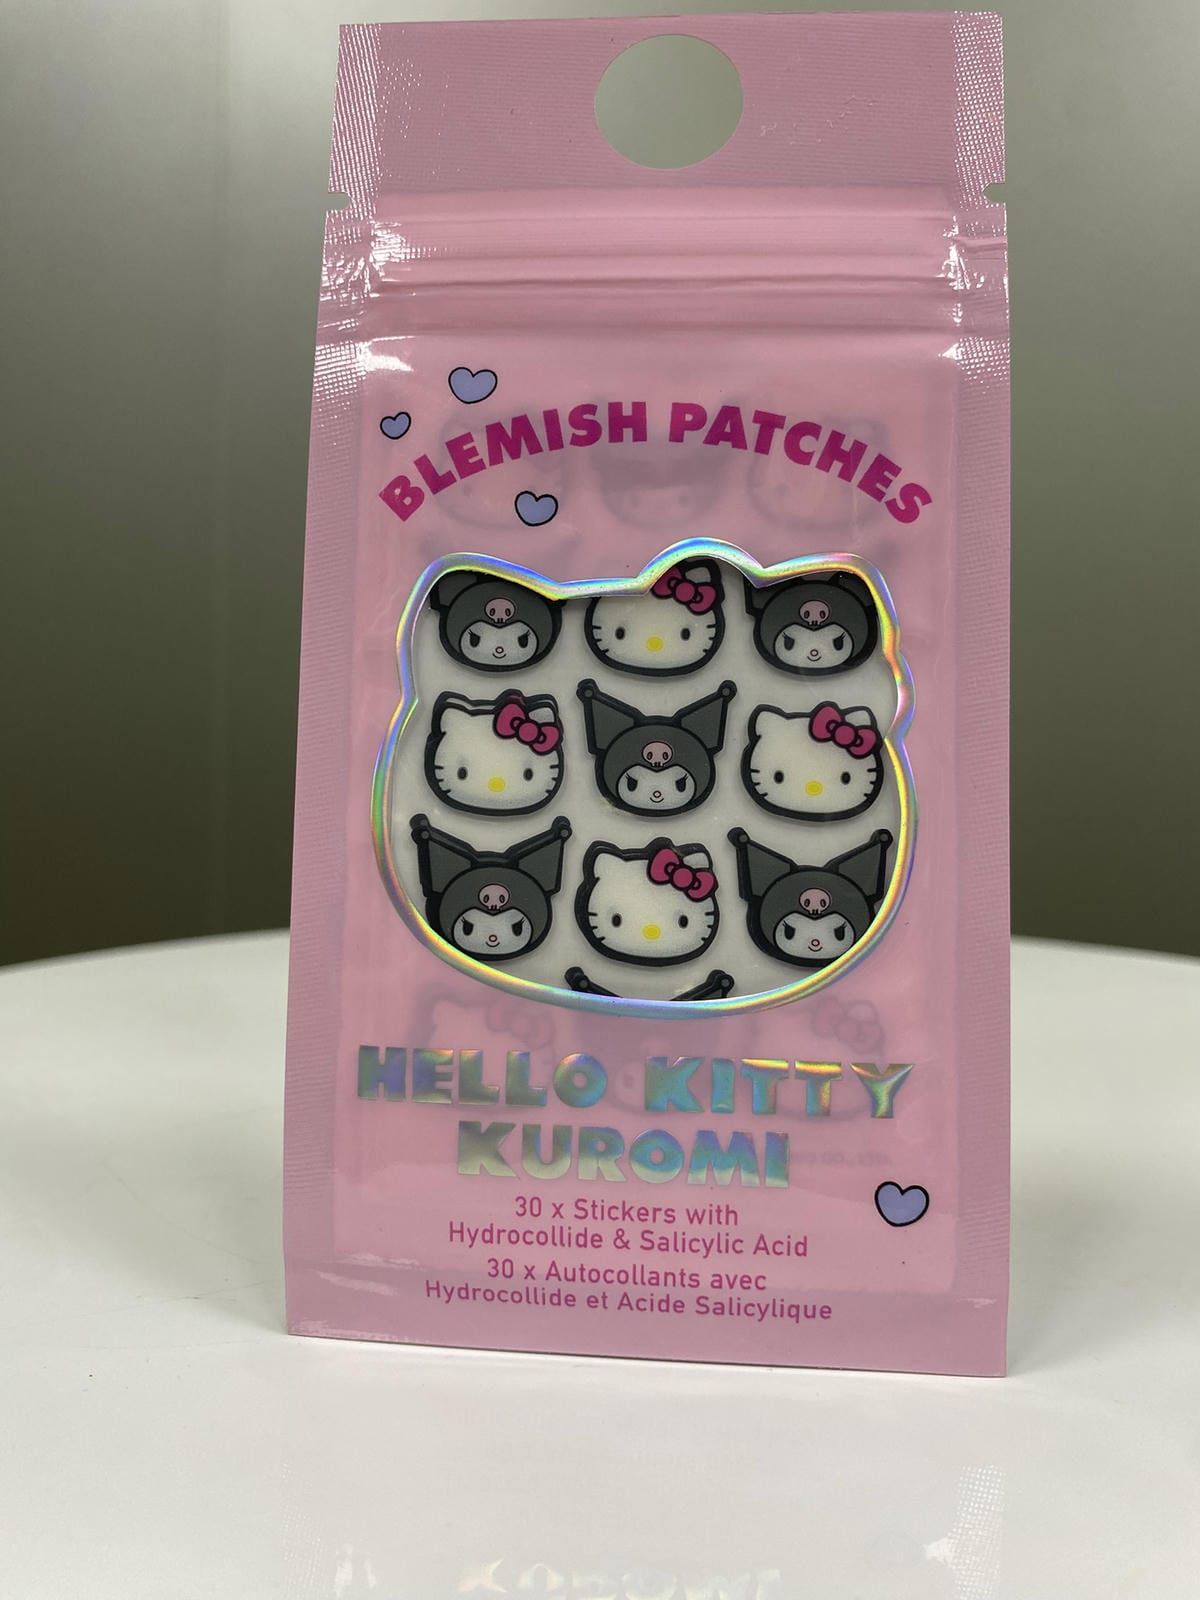 BLEMISH PATCHES
HELLO KITTY
KUROMI
30 x Stickers with
Hydrocollide & Salicylic Acid
30 x Autocollants avec
Hydrocollide et Acide Salicylique